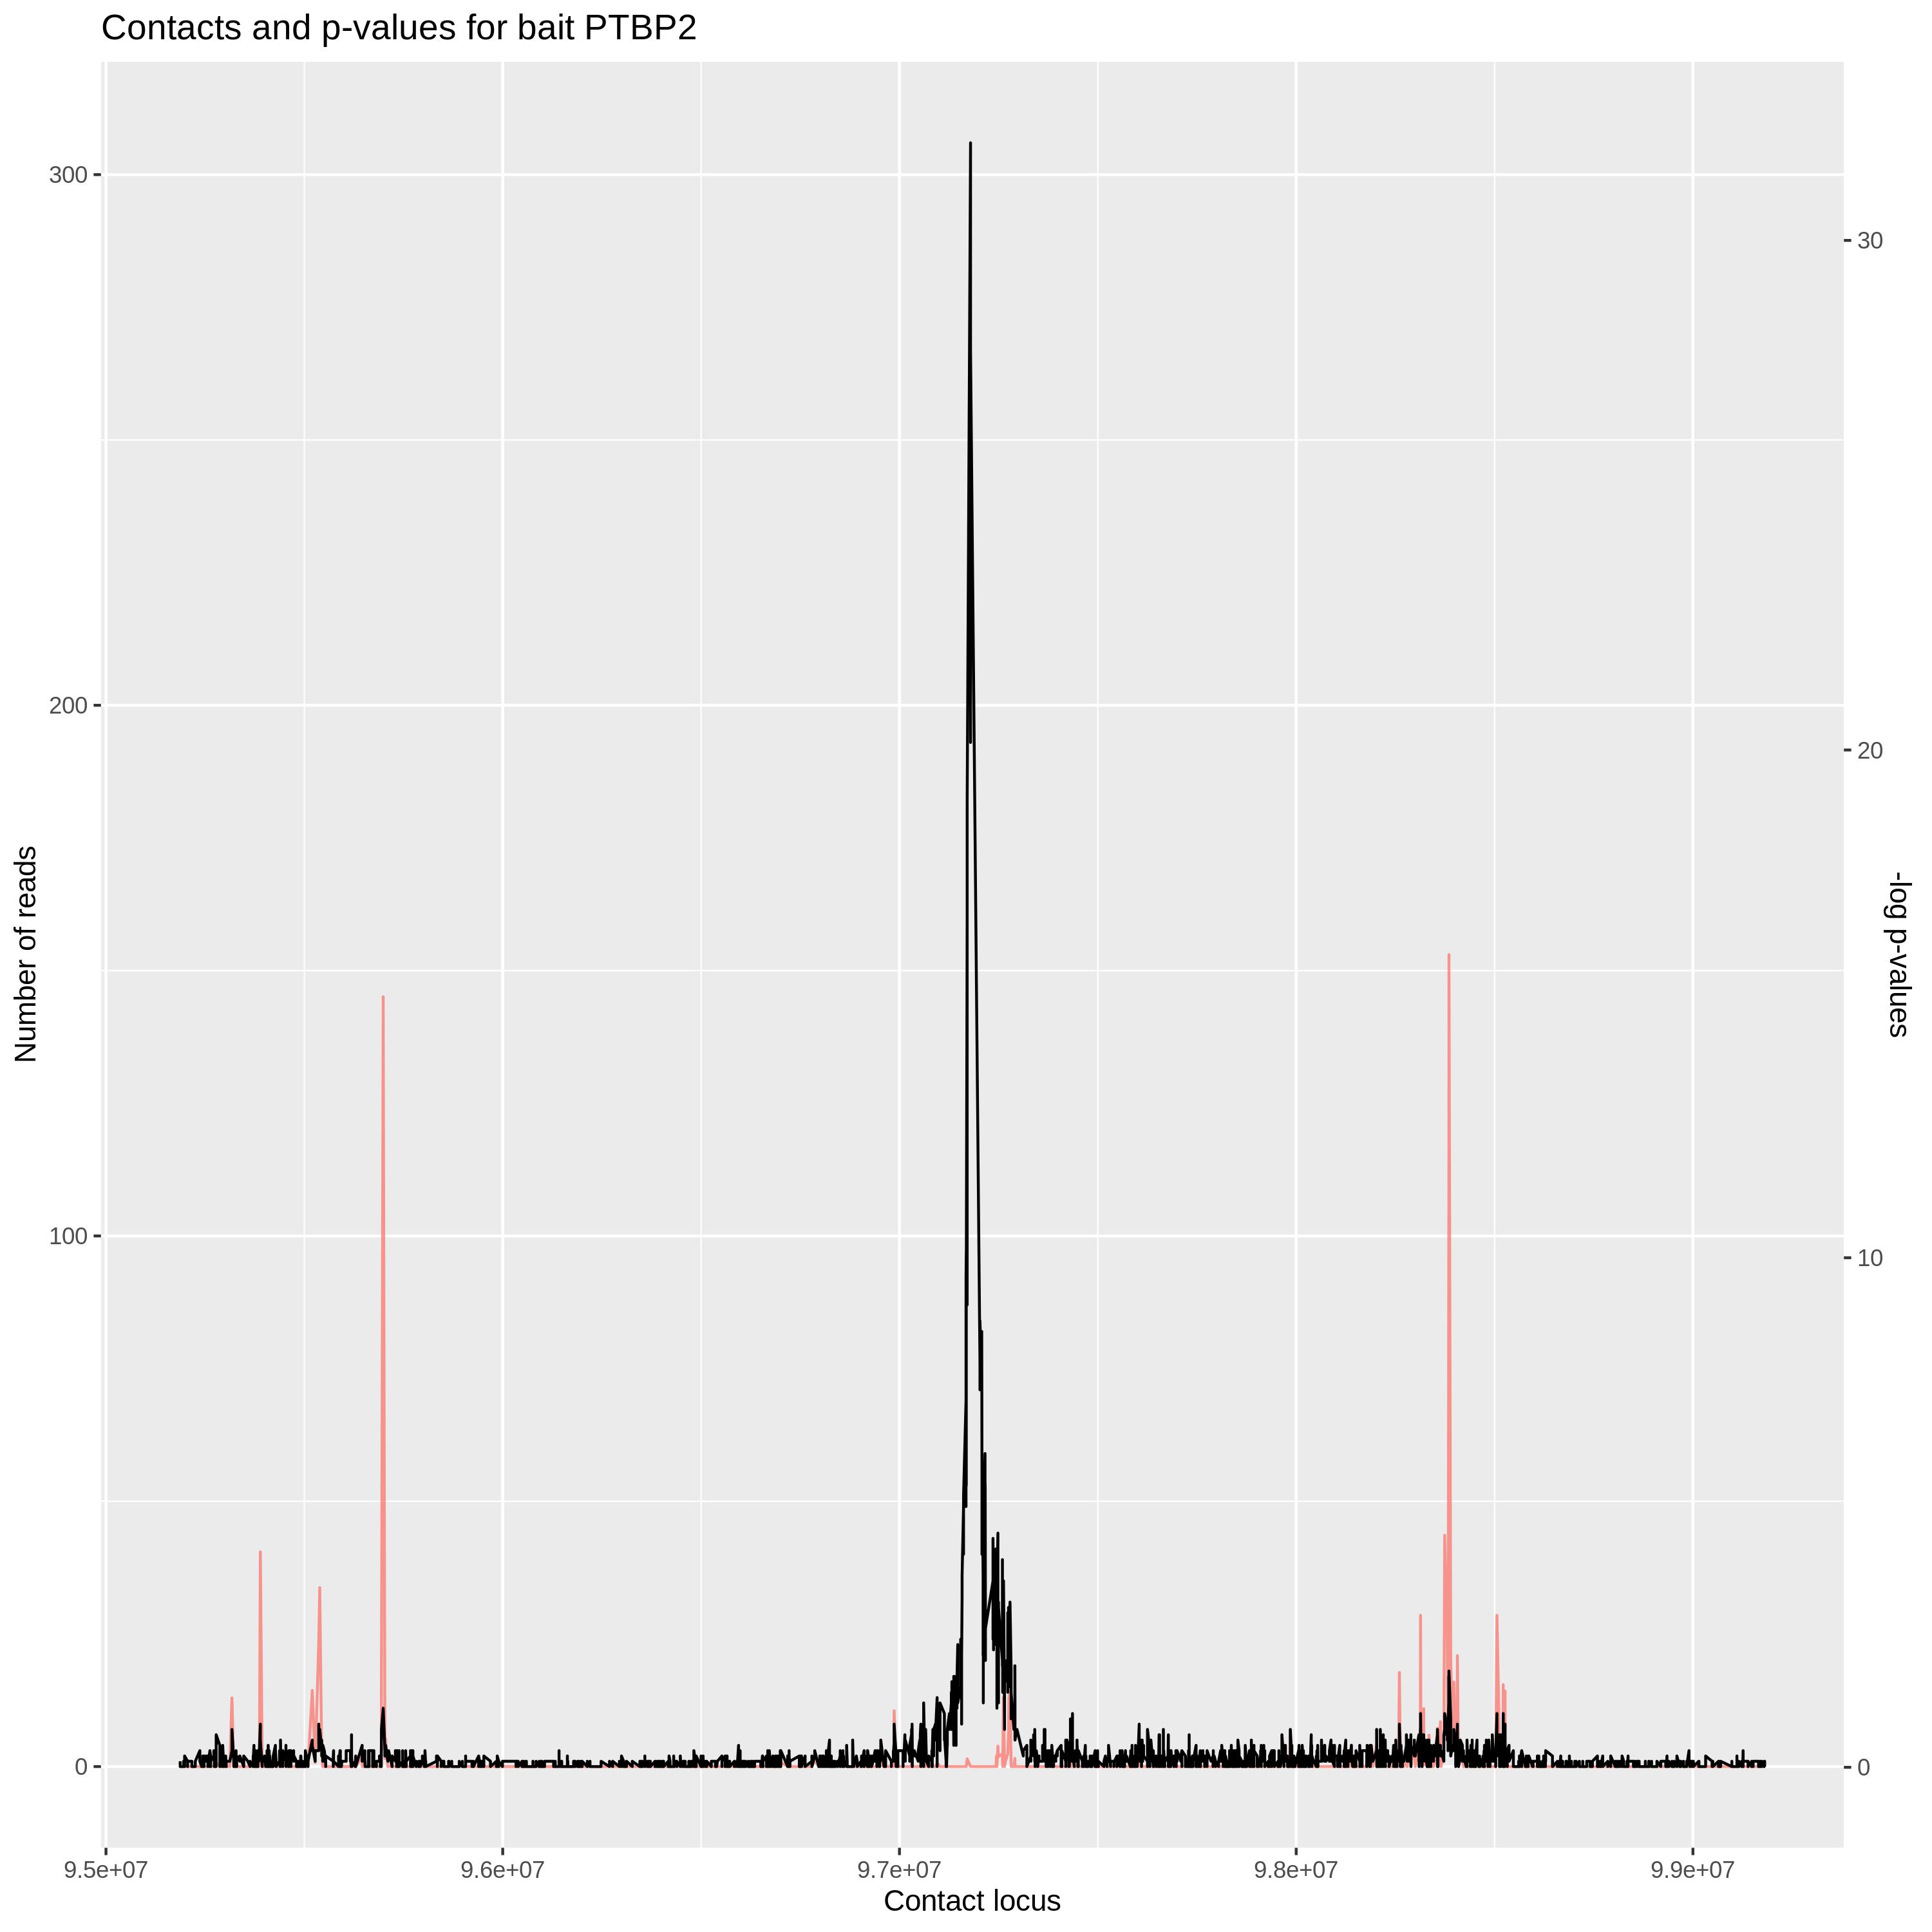 Contacts and p-values for bait PTBP2
300
200
100
0
Number of reads
30
20
10
0
-log p-values
9.5e+07
9.6e+07
9.7e+07
9.8e+07
9.9e+07
Contact locus